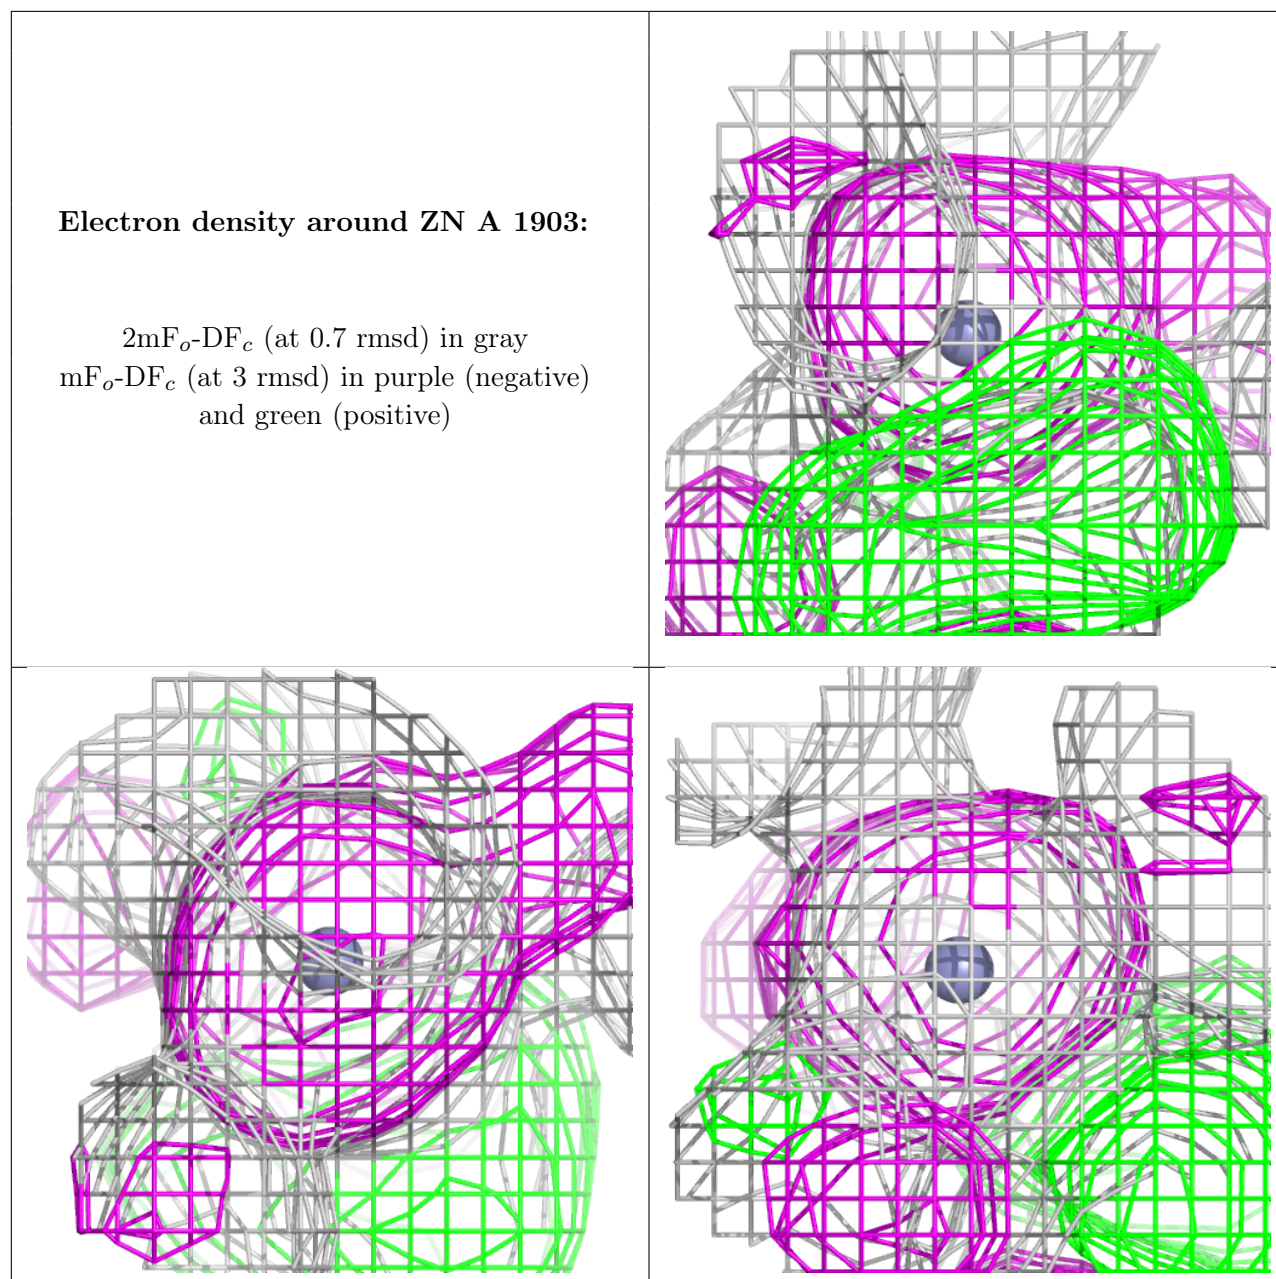 Electron density around ZN A 1903:
2mFo-DFc (at 0.7 rmsd) in gray
mFo-DFc (at 3 rmsd) in purple (negative)
and green (positive)